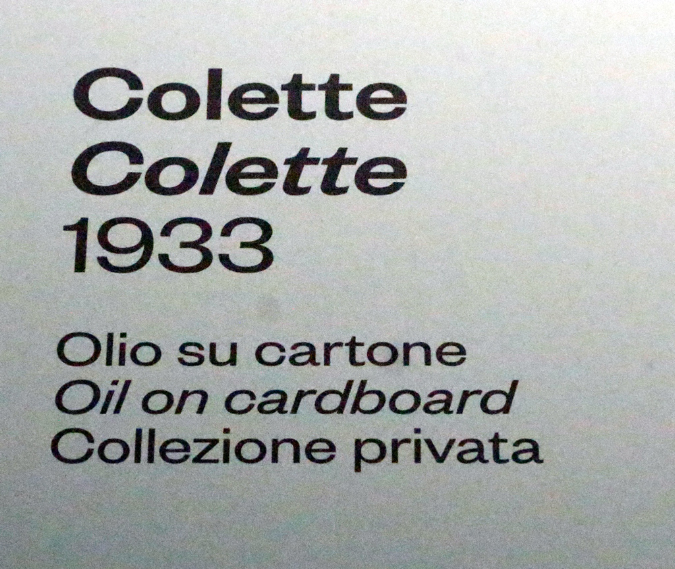 Colette
Colette
1933
Olio su cartone
Oil on cardboard
Collezione privata